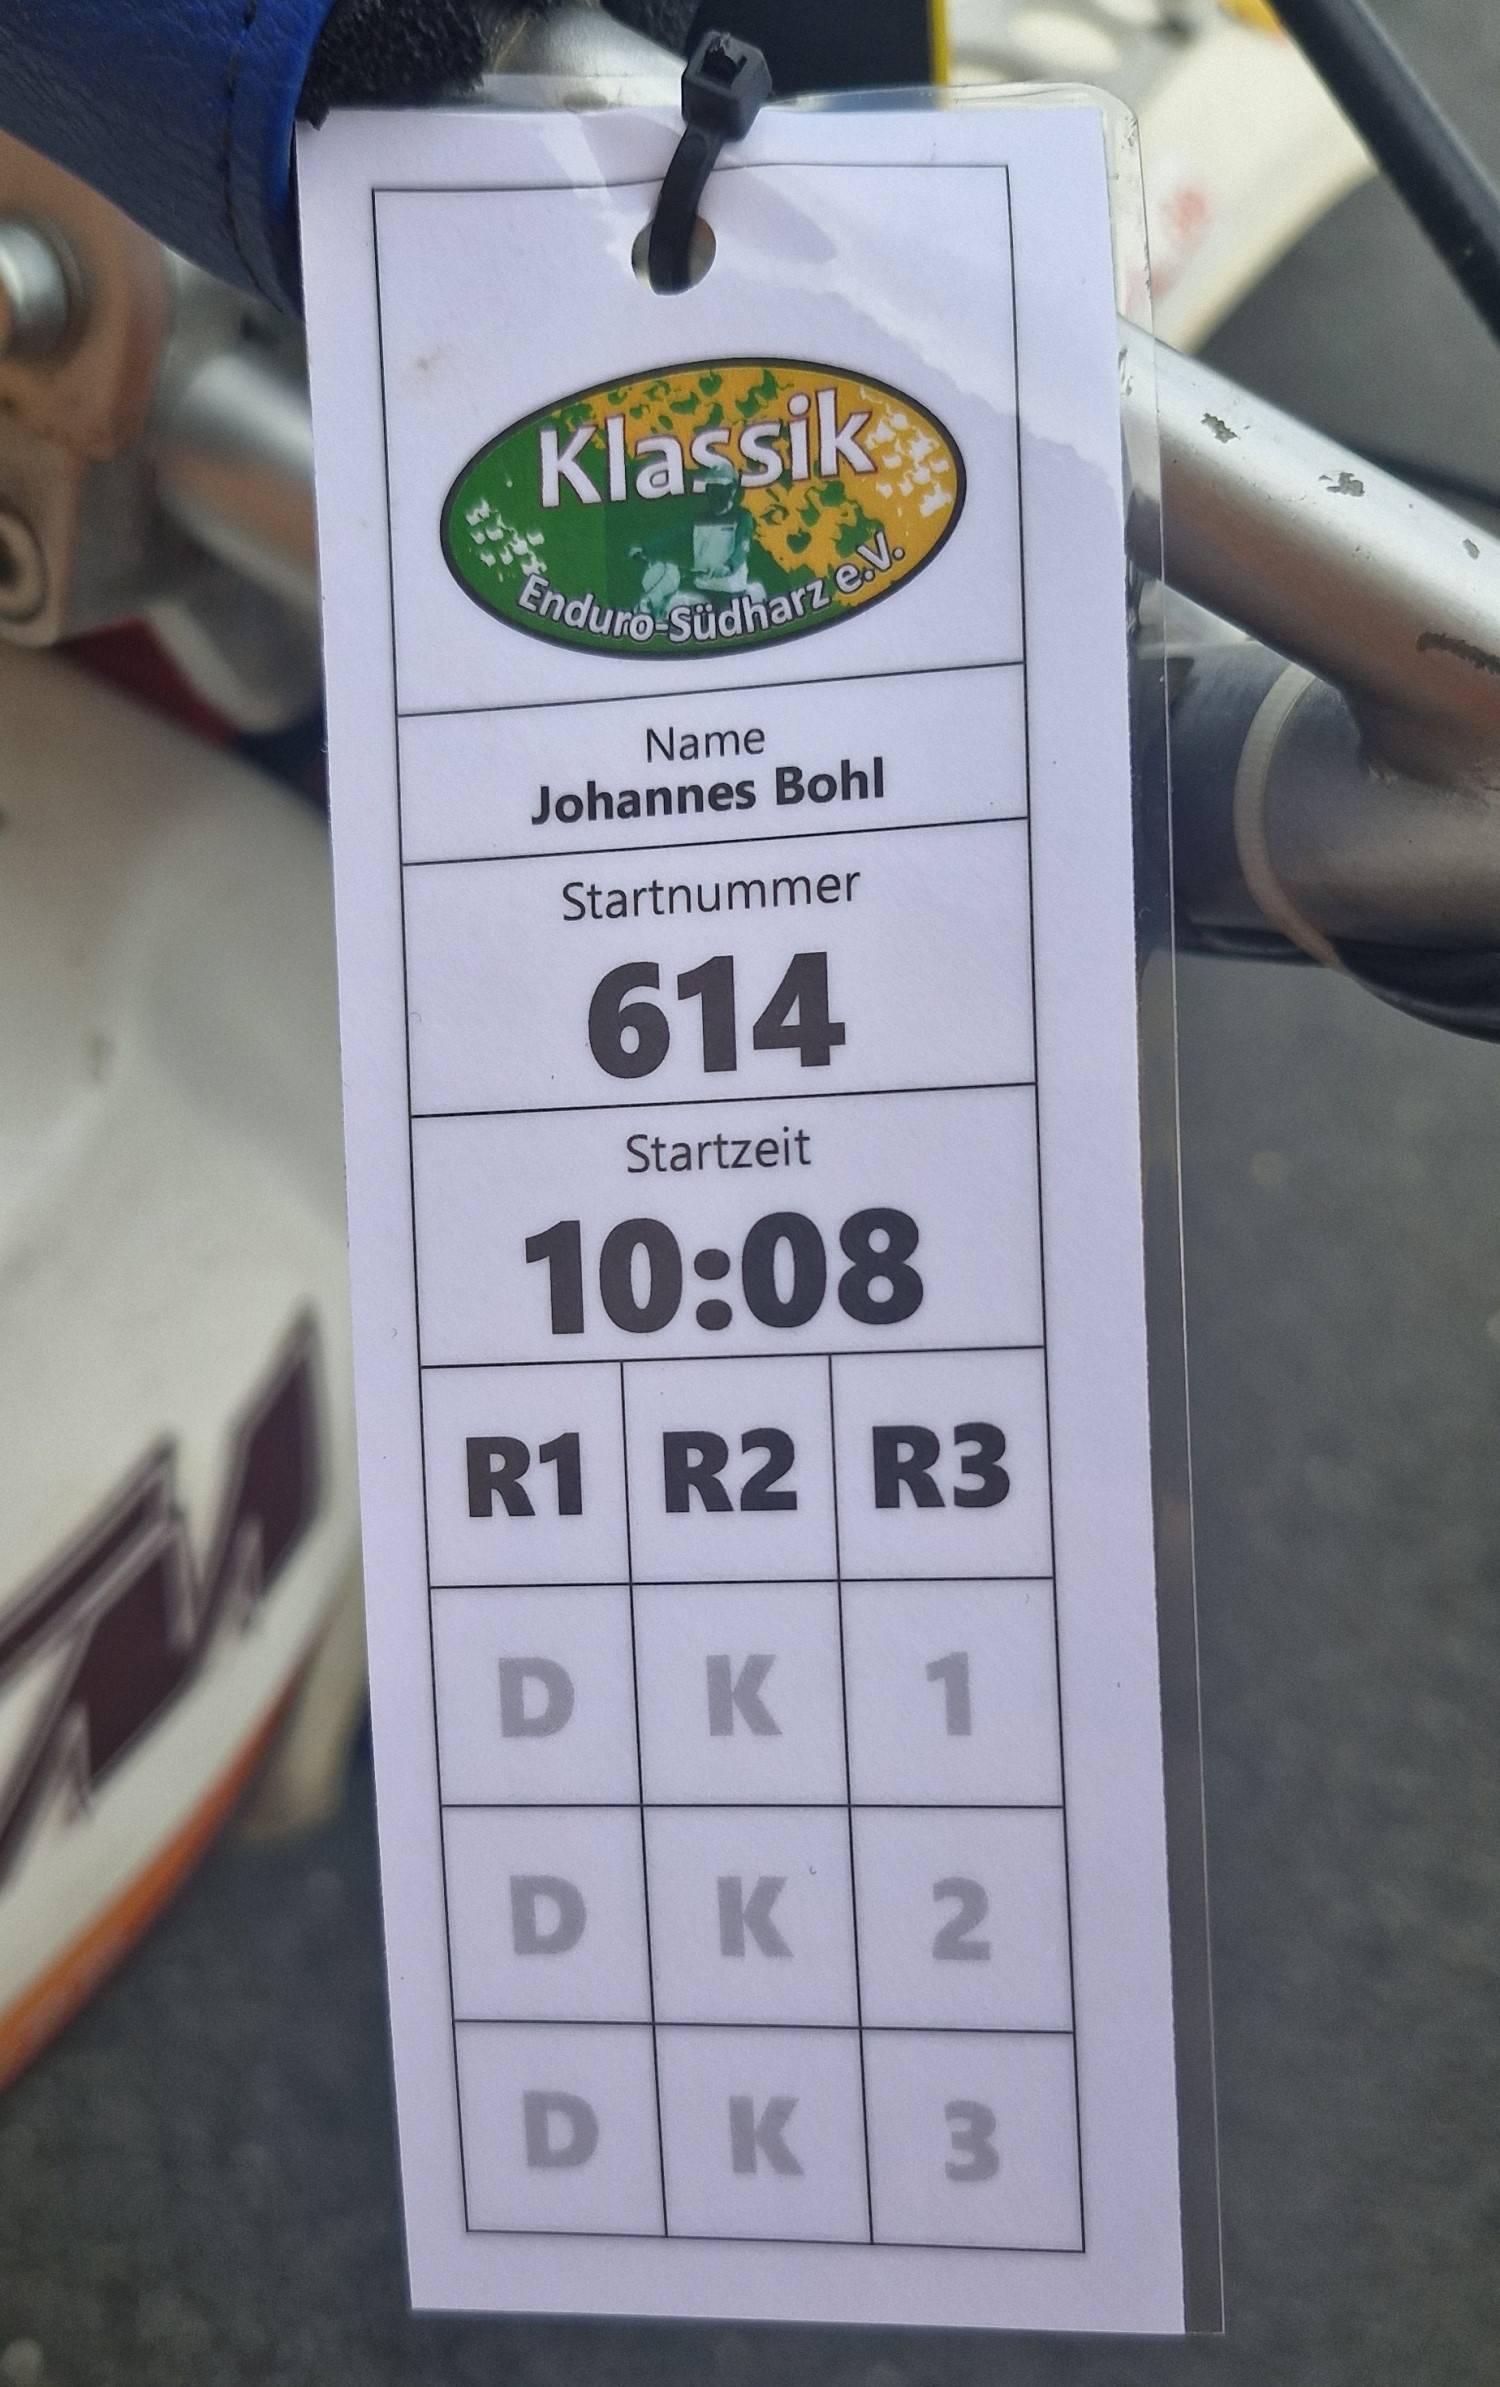 Klassik
Enduro-Südharz e.V.
Name
Johannes Bohl
Startnummer
614
Startzeit
10:08
R1 R2 R3
D K 1
D K 2
D K 3